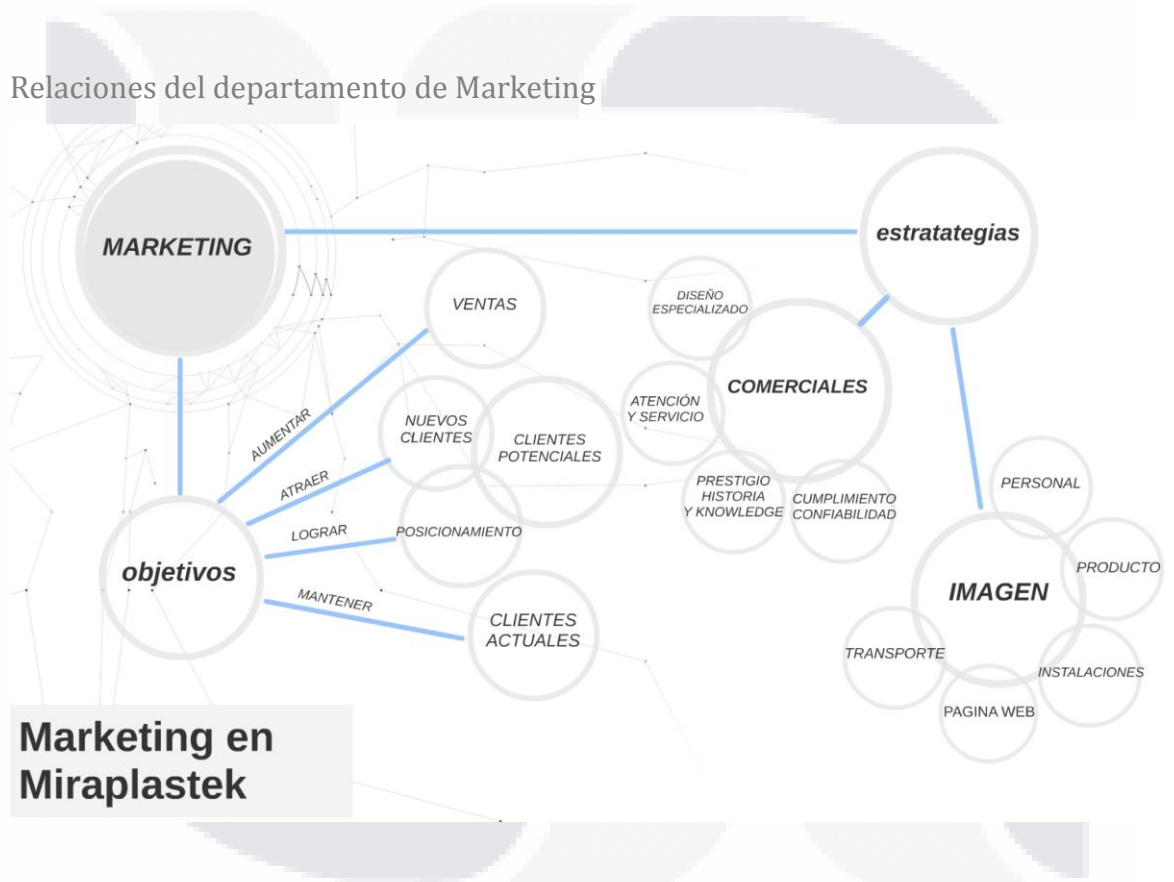 Relaciones del departamento de Marketing
MARKETING
estratategias
VENTAS
DISEÑO
ESPECIALIZADO
COMERCIALES
ATENCIÓN
Y SERVICIO
NUEVOS
CLIENTES
CLIENTES
POTENCIALES
AUMENTAR
ATRAER
PRESTIGIO
HISTORIA
Y KNOWLEDGE
CUMPLIMIENTO
CONFIABILIDAD
PERSONAL
LOGRAR
POSICIONAMIENTO
objetivos
PRODUCTO
IMAGEN
MANTENER
CLIENTES
ACTUALES
TRANSPORTE
INSTALACIONES
PAGINA WEB
Marketing en
Miraplastek